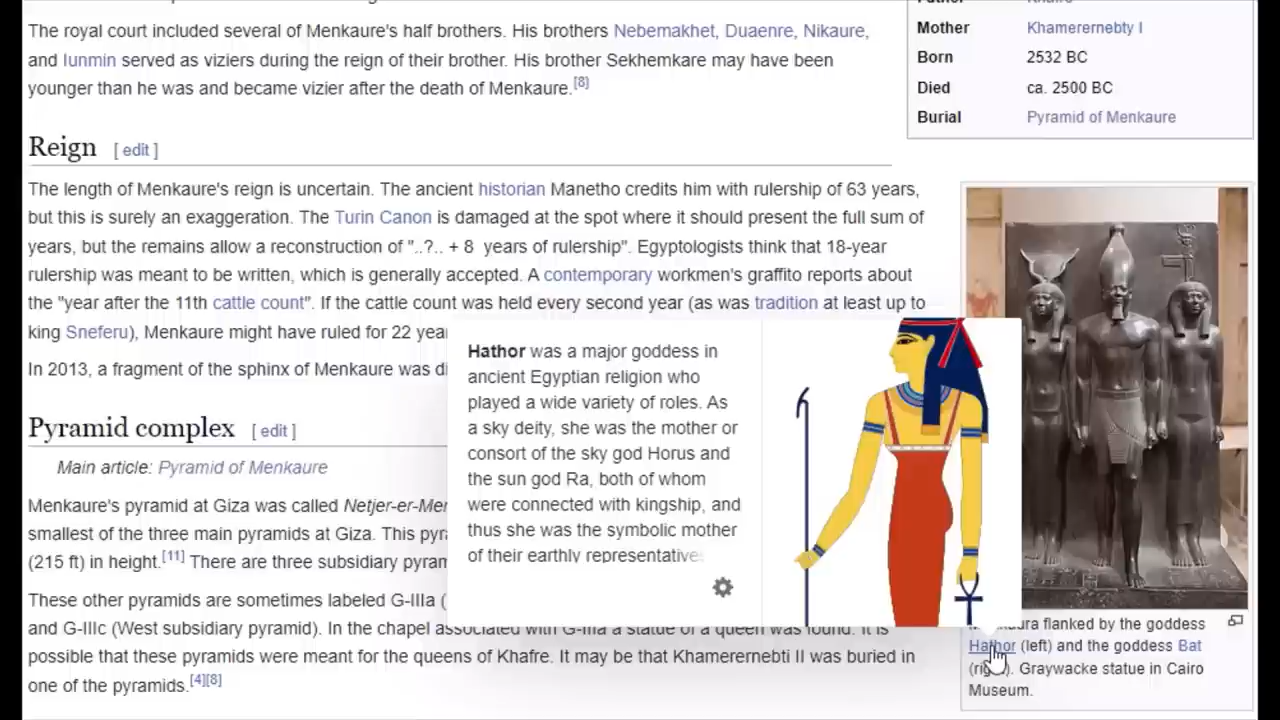 The royal court included several of Menkaure's half brothers. His brothers Nebemakhet, Duaenre, Nikaure,
and Iunmin served as viziers during the reign of their brother. His brother Sekhemkare may have been
younger than he was and became vizier after the death of Menkaure.[8]
Mother Khamerernebty I
Born 2532 BC
Died ca. 2500 BC
Burial Pyramid of Menkaure
Reign [ edit ]
The length of Menkaure's reign is uncertain. The ancient historian Manetho credits him with rulership of 63 years,
but this is surely an exaggeration. The Turin Canon is damaged at the spot where it should present the full sum of
years, but the remains allow a reconstruction of "..?.. + 8 years of rulership". Egyptologists think that 18-year
rulership was meant to be written, which is generally accepted. A contemporary workmen's graffito reports about
the "year after the 11th cattle count". If the cattle count was held every second year (as was tradition at least up to
king Sneferu), Menkaure might have ruled for 22 yea
In 2013, a fragment of the sphinx of Menkaure was di
Pyramid complex [ edit ]
Main article: Pyramid of Menkaure
Menkaure's pyramid at Giza was called Netjer-er-Me
smallest of the three main pyramids at Giza. This pyr
(215 ft) in height.[11] There are three subsidiary pyram
These other pyramids are sometimes labeled G-IIIa (
and G-IIIc (West subsidiary pyramid). In the chapel associated with G-IIIa a statue of a queen was found. It is
possible that these pyramids were meant for the queens of Khafre. It may be that Khamerernebti II was buried in
one of the pyramids.[4][8]
Hathor was a major goddess in
ancient Egyptian religion who
played a wide variety of roles. As
a sky deity, she was the mother or
consort of the sky god Horus and
the sun god Ra, both of whom
were connected with kingship, and
thus she was the symbolic mother
of their earthly representatives
flanked by the goddess
Hathor (left) and the goddess Bat
Graywacke statue in Cairo
Museum.